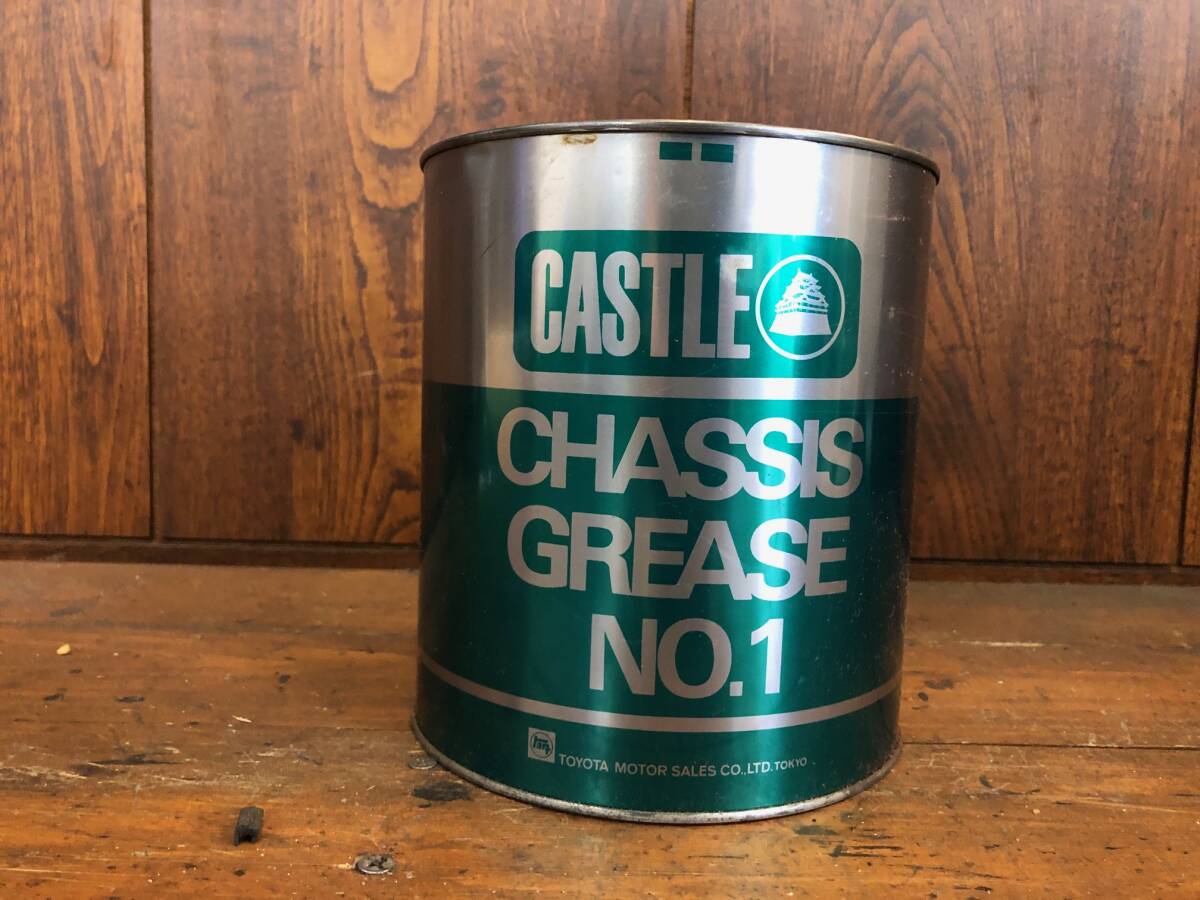 CASTLE
CHASSIS
GREASE
NO.1
TOYOTA MOTOR SALES CO.,LTD. TOKYO